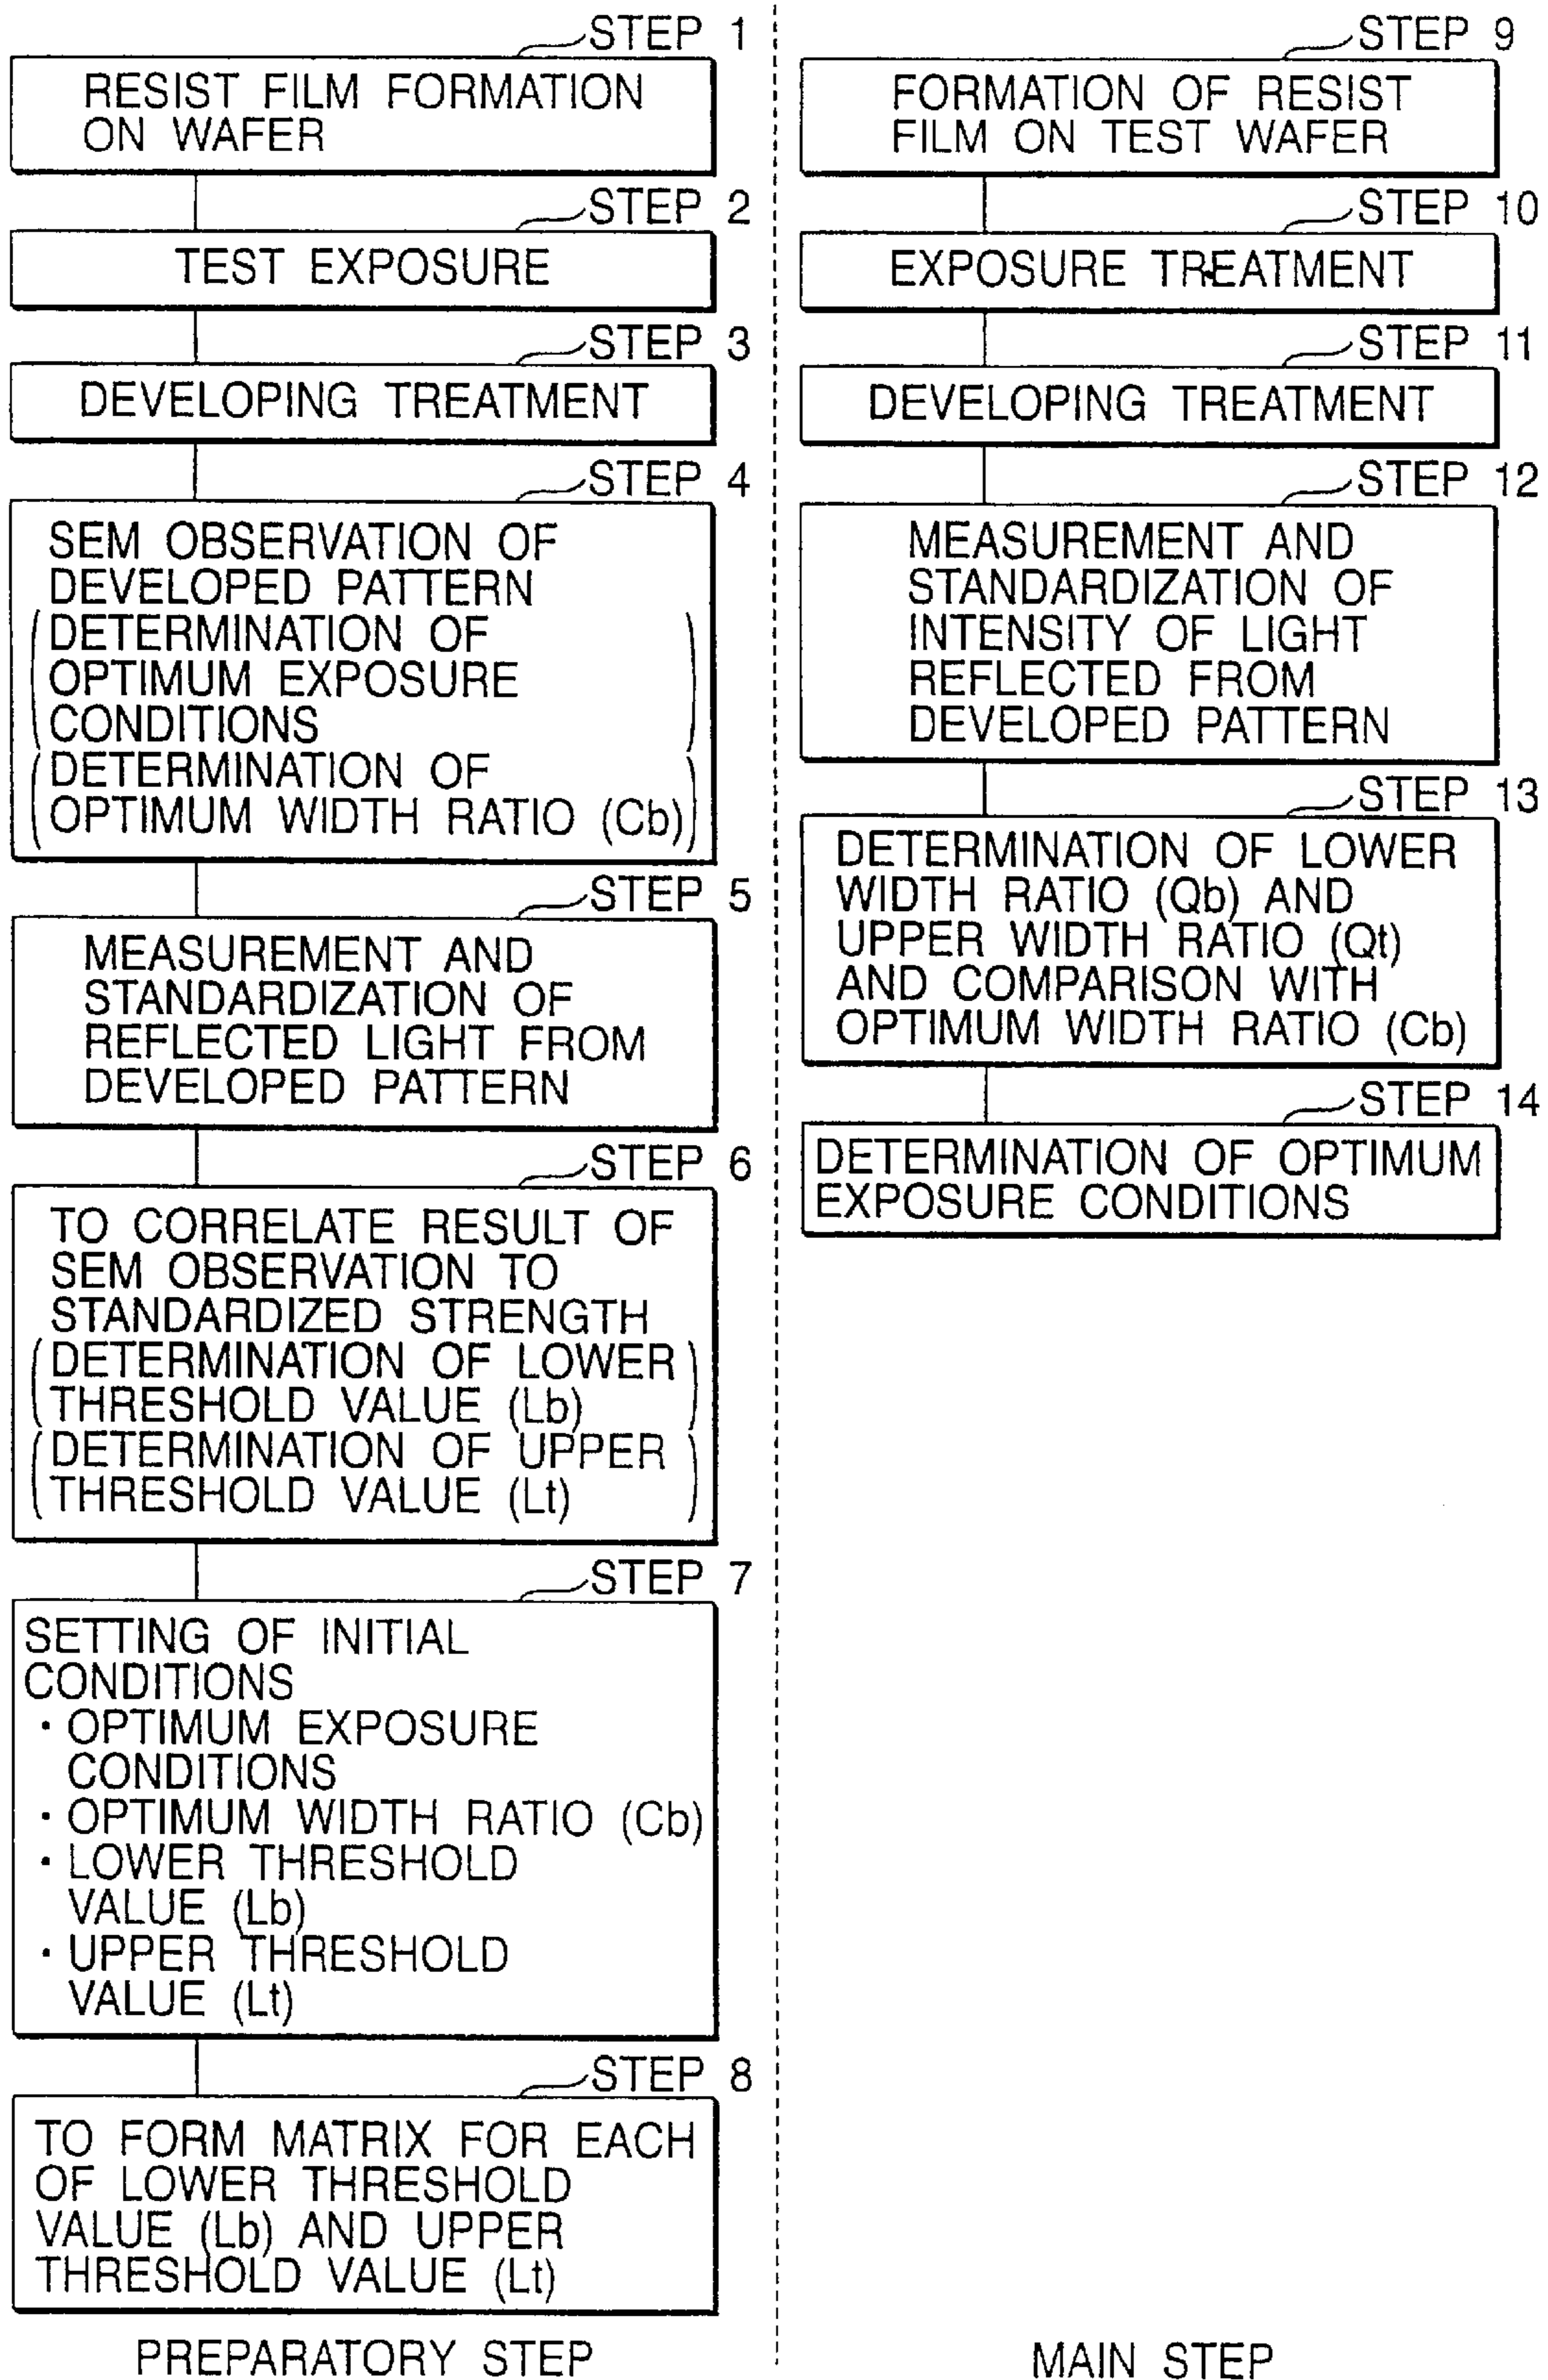 STEP 1
RESIST FILM FORMATION
ON WAFER
STEP 2
TEST EXPOSURE
STEP 3
DEVELOPING TREATMENT
STEP 4
SEM OBSERVATION OF
DEVELOPED PATTERN
(DETERMINATION OF
OPTIMUM EXPOSURE
CONDITIONS)
(DETERMINATION OF
OPTIMUM WIDTH RATIO (Cb))
STEP 5
MEASUREMENT AND
STANDARDIZATION OF
REFLECTED LIGHT FROM
DEVELOPED PATTERN
STEP 6
TO CORRELATE RESULT OF
SEM OBSERVATION TO
STANDARDIZED STRENGTH
(DETERMINATION OF LOWER
THRESHOLD VALUE (Lb))
(DETERMINATION OF UPPER
THRESHOLD VALUE (Lt))
STEP 7
SETTING OF INITIAL
CONDITIONS
· OPTIMUM EXPOSURE
CONDITIONS
· OPTIMUM WIDTH RATIO (Cb)
· LOWER THRESHOLD
VALUE (Lb)
· UPPER THRESHOLD
VALUE (Lt)
STEP 8
TO FORM MATRIX FOR EACH
OF LOWER THRESHOLD
VALUE (Lb) AND UPPER
THRESHOLD VALUE (Lt)
PREPARATORY STEP
STEP 9
FORMATION OF RESIST
FILM ON TEST WAFER
STEP 10
EXPOSURE TREATMENT
STEP 11
DEVELOPING TREATMENT
STEP 12
MEASUREMENT AND
STANDARDIZATION OF
INTENSITY OF LIGHT
REFLECTED FROM
DEVELOPED PATTERN
STEP 13
DETERMINATION OF LOWER
WIDTH RATIO (Qb) AND
UPPER WIDTH RATIO (Qt)
AND COMPARISON WITH
OPTIMUM WIDTH RATIO (Cb)
STEP 14
DETERMINATION OF OPTIMUM
EXPOSURE CONDITIONS
MAIN STEP